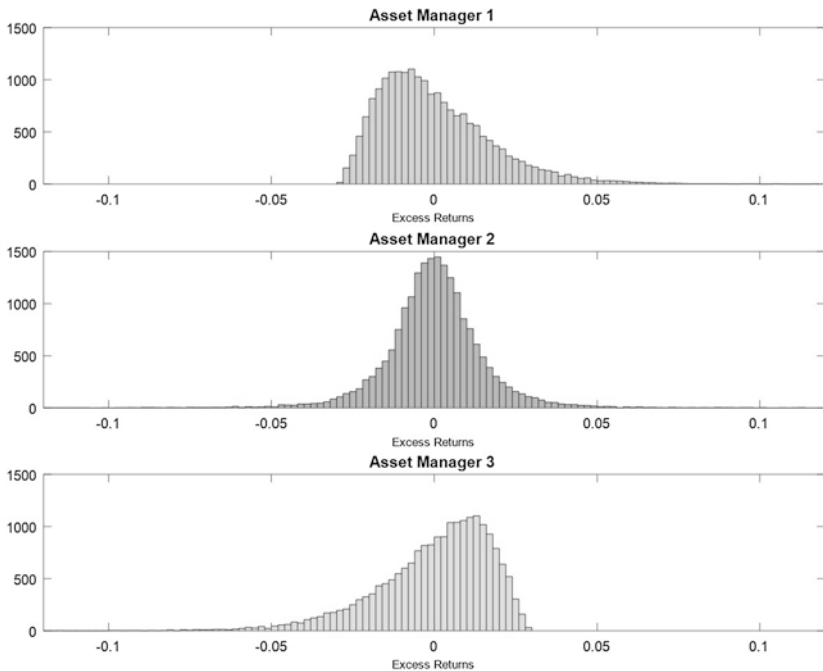 Asset Manager 1
1500
1000
500
0
-0.1 -0.05 0 0.05 0.1
Excess Returns
Asset Manager 2
1500
1000
500
0
-0.1 -0.05 0 0.05 0.1
Excess Returns
Asset Manager 3
1500
1000
500
0
-0.1 -0.05 0 0.05 0.1
Excess Returns